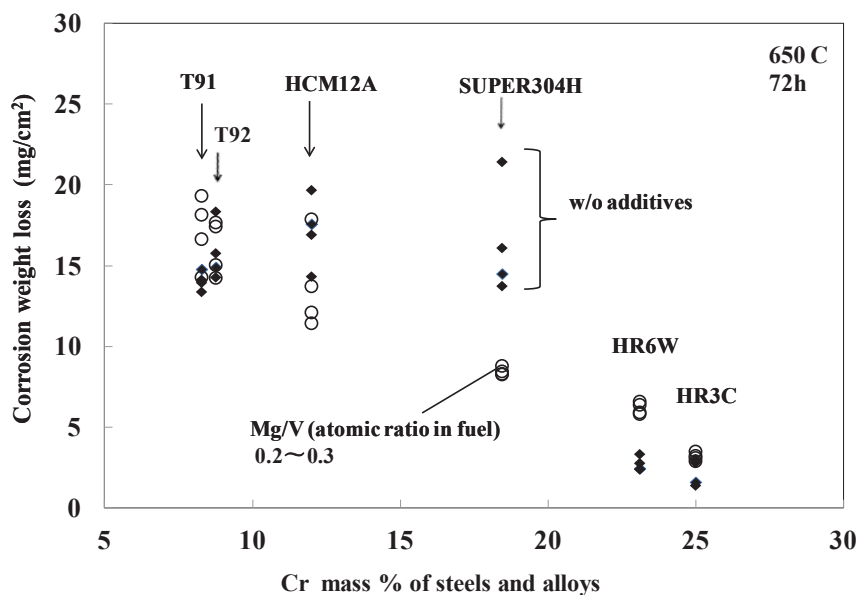 30
25
20
15
10
5
0
Corrosion weight loss (mg/cm²)
650 C
72h
T91
T92
HCM12A
SUPER304H
w/o additives
HR6W
HR3C
Mg/V (atomic ratio in fuel)
0.2～0.3
5 10 15 20 25 30
Cr mass % of steels and alloys